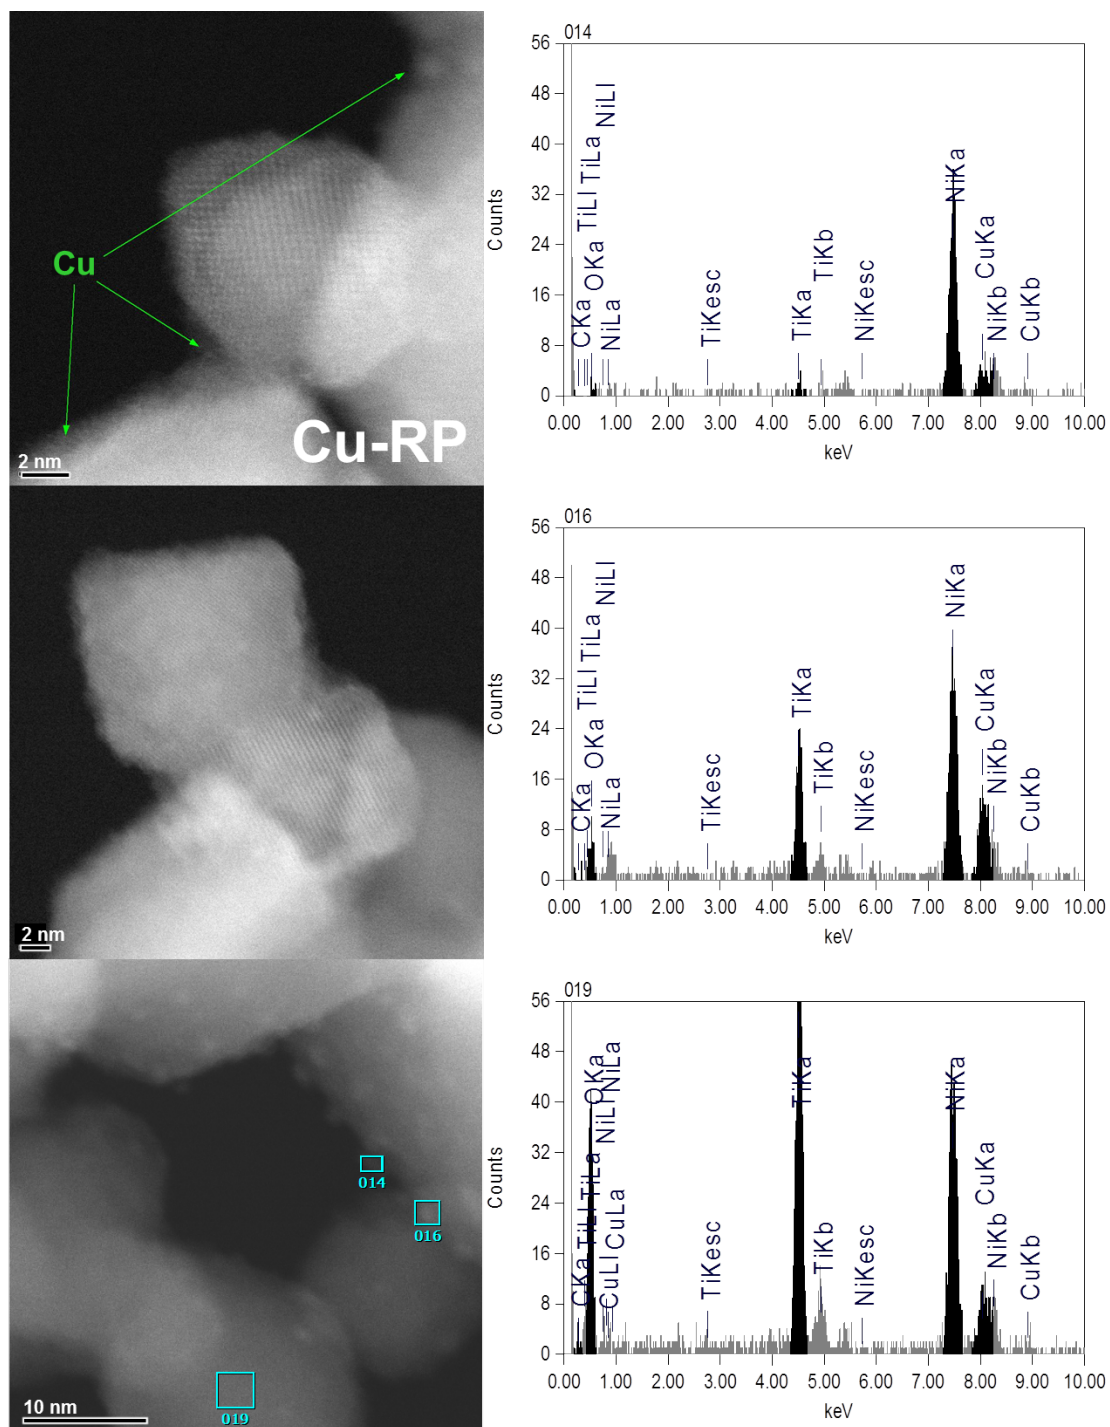 Cu
Cu-RP
2 nm
014
56
48
40
32
24
16
8
0
Counts
CKa
TiLl
OKa
TiLa
NiLl
NiLa
TiKesc
TiKa
TiKb
NiKesc
NiKa
CuKa
NiKb
CuKb
0.00 1.00 2.00 3.00 4.00 5.00 6.00 7.00 8.00 9.00 10.00
keV
2 nm
016
56
48
40
32
24
16
8
0
Counts
CKa
TiLl
OKa
TiLa
NiLl
NiLa
TiKesc
TiKa
TiKb
NiKesc
NiKa
CuKa
NiKb
CuKb
0.00 1.00 2.00 3.00 4.00 5.00 6.00 7.00 8.00 9.00 10.00
keV
014
016
019
10 nm
019
56
48
40
32
24
16
8
0
Counts
CKa
TiLl
TiLa
OKa
NiLl
NiLa
CuLl
CuLa
TiKesc
TiKa
TiKb
NiKesc
NiKa
CuKa
NiKb
CuKb
0.00 1.00 2.00 3.00 4.00 5.00 6.00 7.00 8.00 9.00 10.00
keV